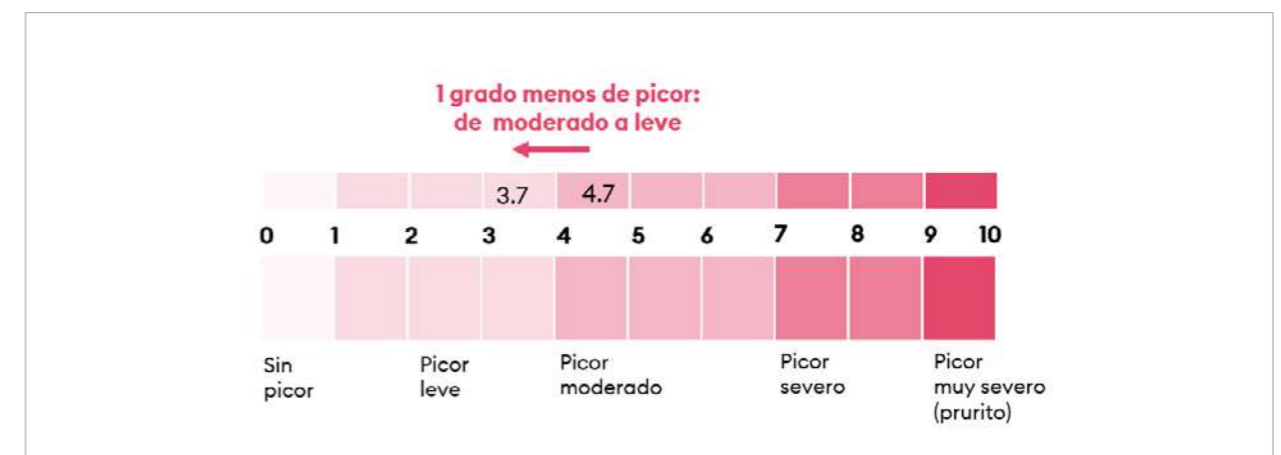 1 grado menos de picor:
de moderado a leve
3.7 4.7
0 1 2 3 4 5 6 7 8 9 10
Sin picor
Picor leve
Picor moderado
Picor severo
Picor muy severo (prurito)